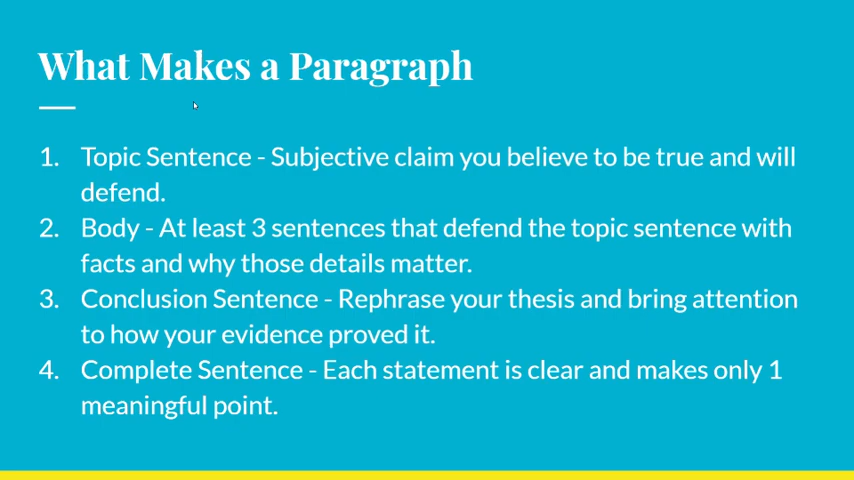 What Makes a Paragraph
1. Topic Sentence - Subjective claim you believe to be true and will
defend.
2. Body - At least 3 sentences that defend the topic sentence with
facts and why those details matter.
3. Conclusion Sentence - Rephrase your thesis and bring attention
to how your evidence proved it.
4. Complete Sentence - Each statement is clear and makes only 1
meaningful point.